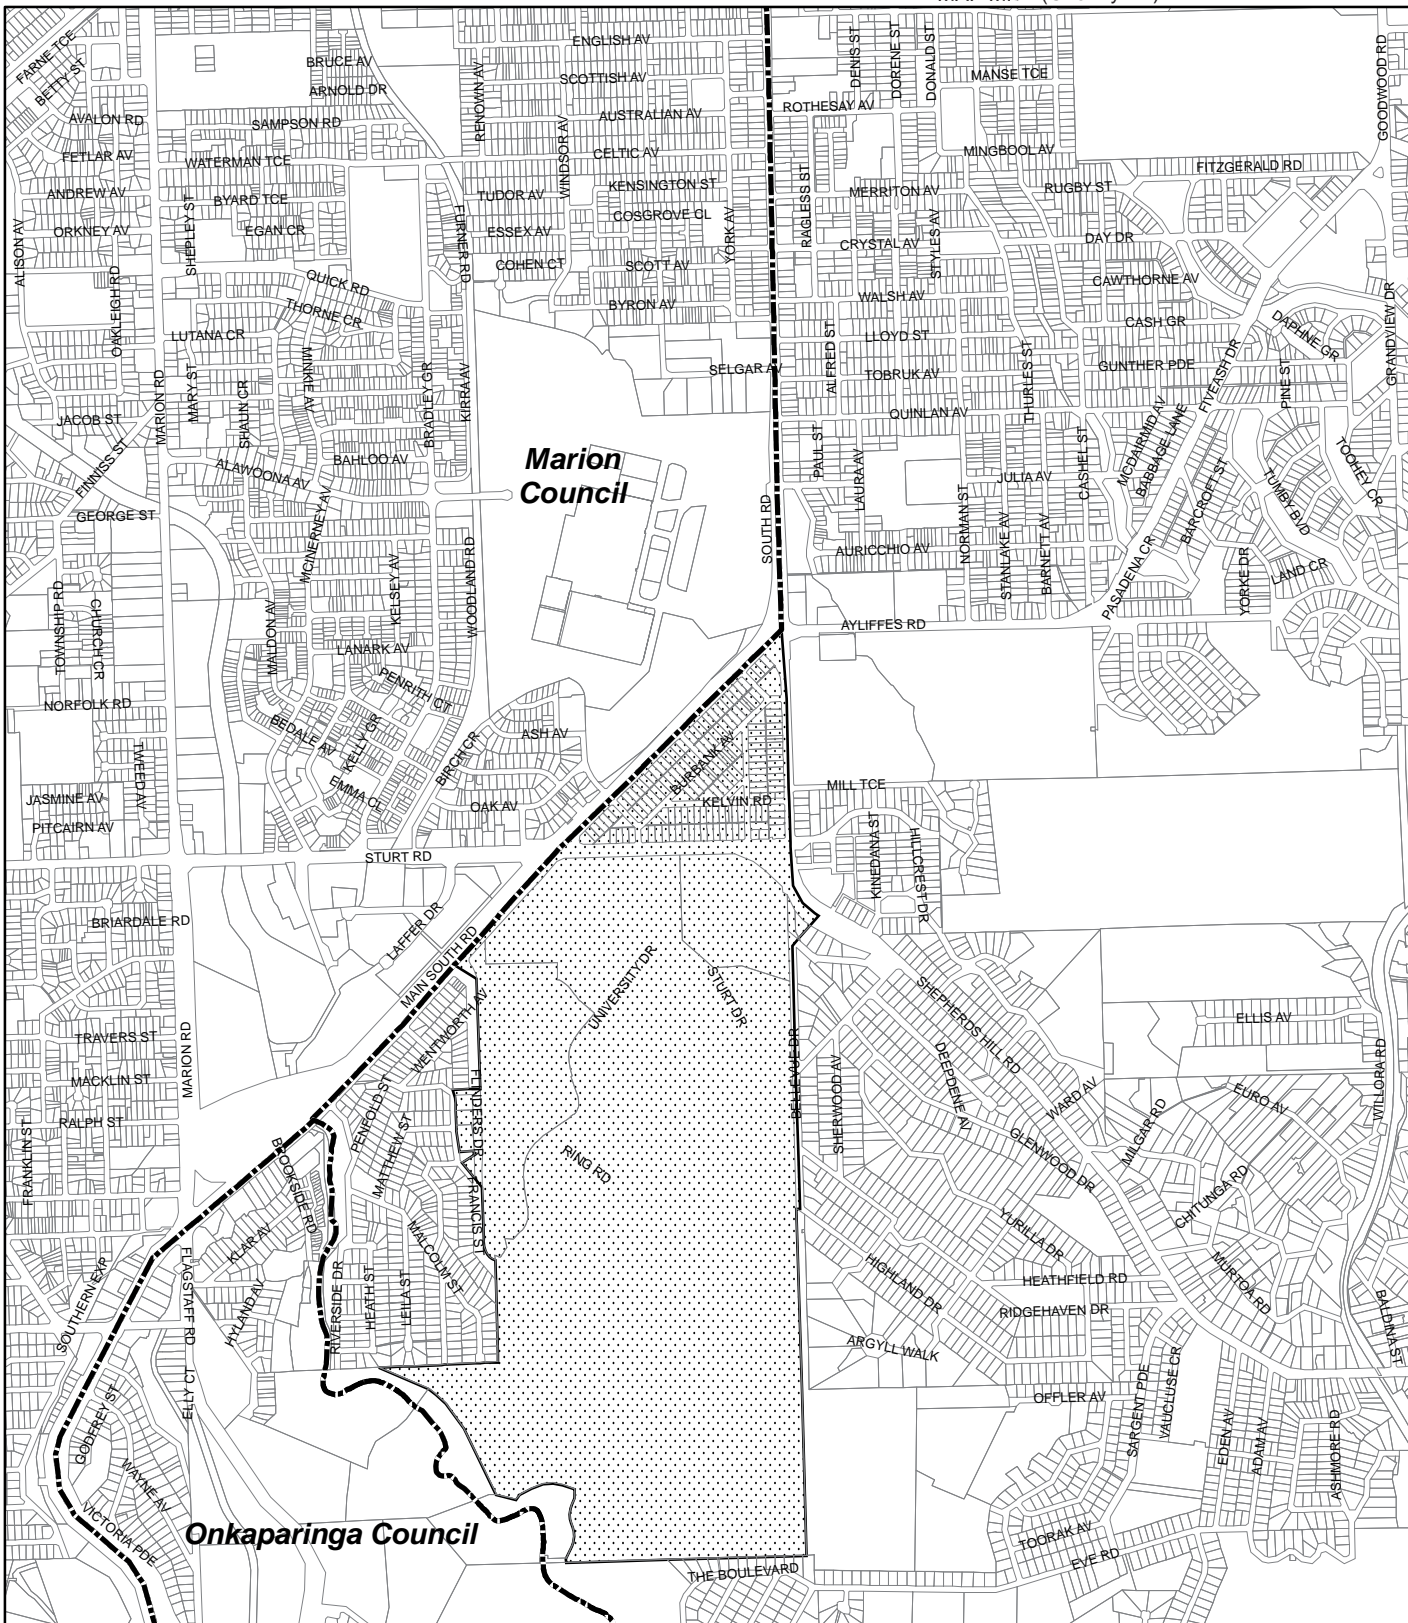 ENGLISH AV
FARNE TCE
BETTY ST
BRUCE AV
ARNOLD DR
RENOWN AV
SCOTTISH AV
DENIS ST
DORENE ST
DONALD ST
MANSE TCE
GOODWOOD RD
AVALON RD
SAMPSON RD
AUSTRALIAN AV
ROTHESAY AV
FETLAR AV
WATERMAN TCE
WINDSOR AV
CELTIC AV
MINGBOOL AV
FITZGERALD RD
ANDREW AV
BYARD TCE
TUDOR AV
KENSINGTON ST
MERRITON AV
RUGBY ST
SHEPLEY ST
FURNER RD
COSGROVE CL
RAGLESS ST
ALISON AV
ORKNEY AV
EGAN CR
ESSEX AV
YORK AV
CRYSTAL AV
STYLES AV
DAY DR
COHEN CT
SCOTT AV
QUICK RD
CAWTHORNE AV
OAKLEIGH RD
THORNE CR
BYRON AV
WALSH AV
GRANDVIEW DR
LUTANA CR
LLOYD ST
CASH GR
DAPHNE GR
ALFRED ST
MINKIE AV
SELGAR AV
TOBRUK AV
THURLES ST
GUNTHER PDE
FIVEASH DR
PINE ST
MARION RD
MARY ST
SHAUN CR
BRADLEY GR
KIRRA AV
JACOB ST
QUINLAN AV
MCDIARMID AV
BABBAGE LANE
FINNISS ST
ALAWOONA AV
BAHLOO AV
Marion
Council
PAUL ST
LAURA AV
CASHEL ST
TOOHEY CR
JULIA AV
BARCROFT ST
TUMBY BVD
GEORGE ST
MCINERNEY AV
SOUTH RD
NORMAN ST
AURICCHIO AV
STANLAKE AV
BARNETT AV
PASADENA CR
YORKE DR
LAND CR
TOWNSHIP RD
CHURCH CR
MALDON AV
KELSEY AV
WOODLAND RD
AYLIFFES RD
LANARK AV
PENRITH CT
NORFOLK RD
BEDALE AV
KELLY GR
BIRCH CR
ASH AV
TWEED AV
BURBANK AV
EMMA CL
OAK AV
KELVIN RD
MILL TCE
JASMINE AV
PITCAIRN AV
STURT RD
KINEDANA ST
HILLCREST DR
BRIARDALE RD
LAFFER DR
MAIN SOUTH RD
UNIVERSITY DR
STURT DR
SHEPHERDS HILL RD
WENTWORTH AV
ELLIS AV
TRAVERS ST
MARION RD
BELLEVUE DR
DEEPDENE AV
WILLORA RD
MACKLIN ST
FLINDERS DR
SHERWOOD AV
WARD AV
EURO AV
RALPH ST
PENFOLD ST
MATTHEW ST
GLENWOOD DR
MILGAR RD
FRANKLIN ST
BROOKSIDE RD
RING RD
FRANCIS ST
CHITUNGA RD
KLAR AV
MALCOLM ST
YURILLA DR
SOUTHERN EXP
FLAGSTAFF RD
HYLAND AV
RIVERSIDE DR
HEATH ST
LEILA ST
HIGHLAND DR
HEATHFIELD RD
MURTOA RD
RIDGEHAVEN DR
BALDINA ST
ARGYLL WALK
ELLY CT
GODFREY ST
OFFLER AV
SARGENT PDE
VAUCLUSE CR
EDEN AV
ADAM AV
ASHMORE RD
WAYNE AV
VICTORIA PDE
Onkaparinga Council
TOORAK AV
EVE RD
THE BOULEVARD